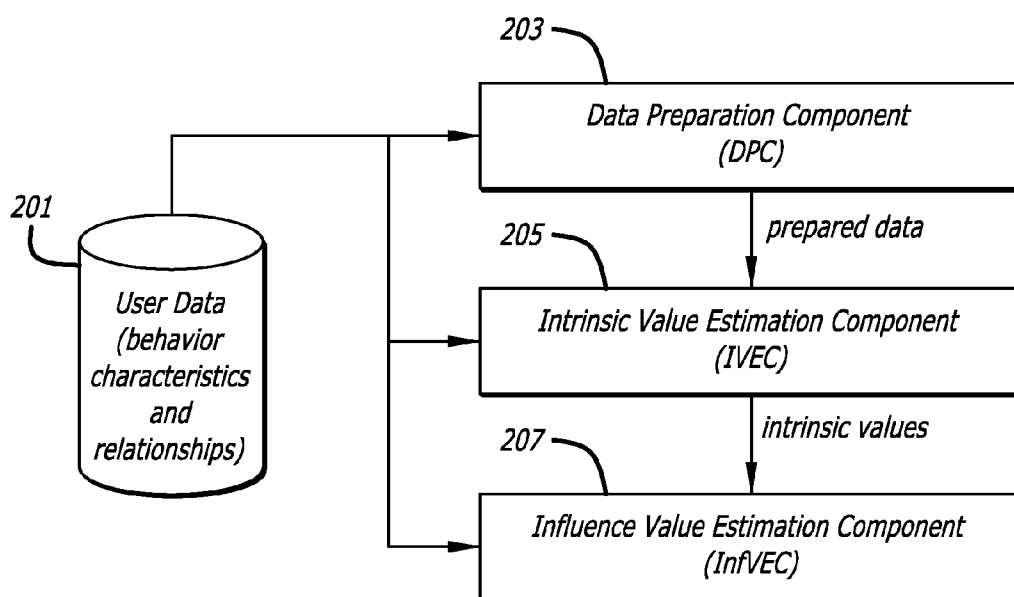 203
Data Preparation Component
(DPC)
201
prepared data
205
User Data
(behavior
characteristics
and
relationships)
Intrinsic Value Estimation Component
(IVEC)
intrinsic values
207
Influence Value Estimation Component
(InfVEC)